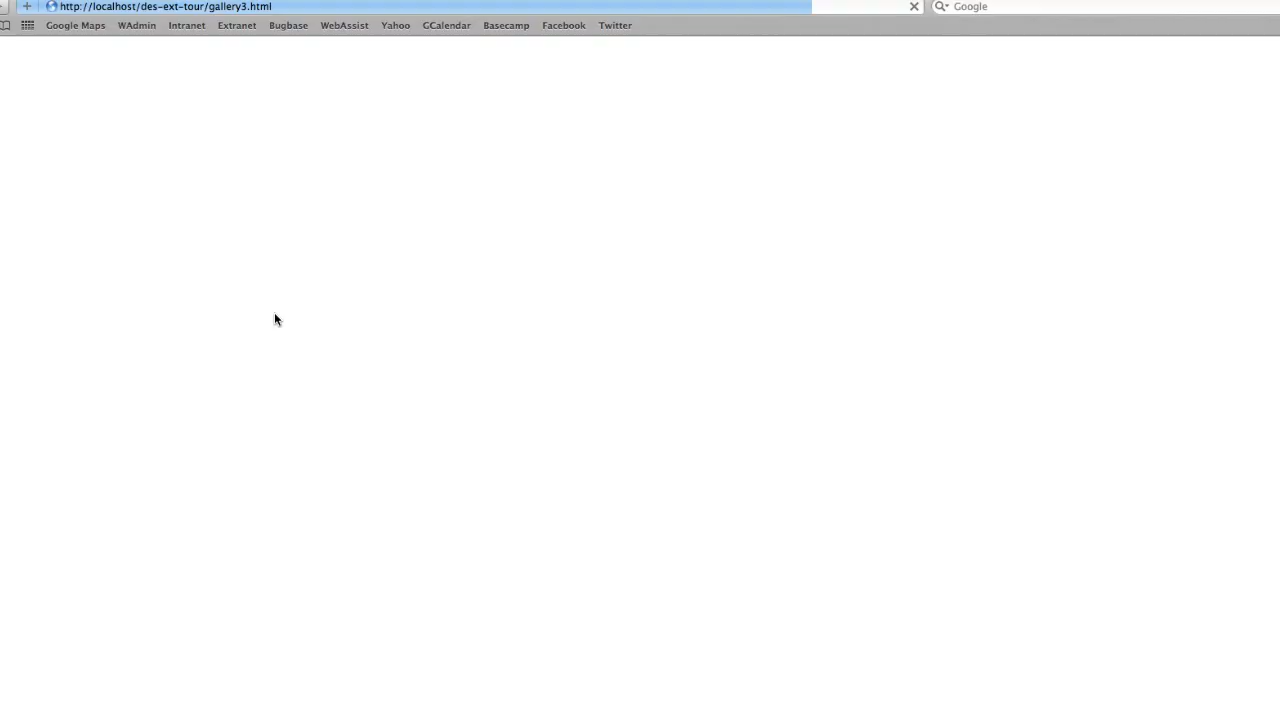 http://localhost/des-ext-tour/gallery3.html Google
Google Maps WAdmin Intranet Extranet Bugbase WebAssist Yahoo GCalendar Basecamp Facebook Twitter